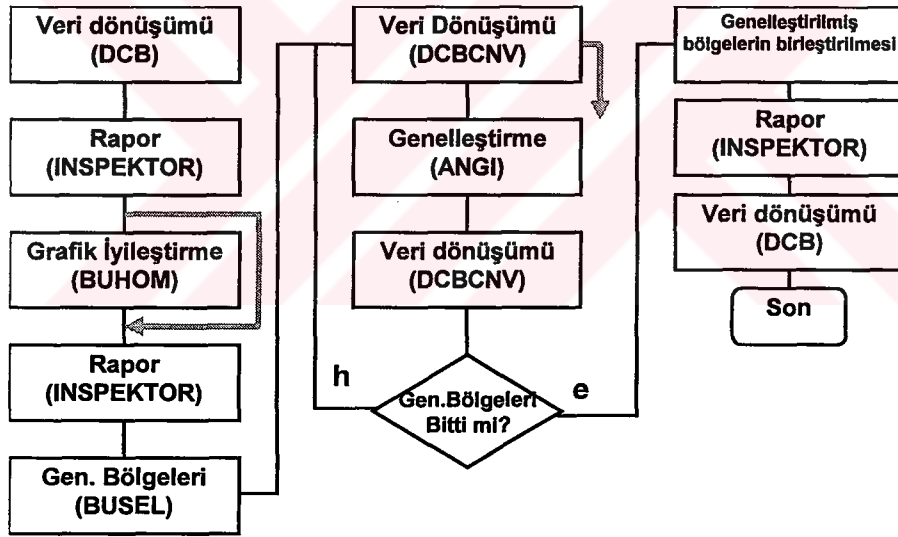 Veri dönüşümü
(DCB)
Rapor
(INSPEKTOR)
Grafik İyileştirme
(BUHOM)
Rapor
(INSPEKTOR)
Gen. Bölgeleri
(BUSEL)
Veri Dönüşümü
(DCBCNV)
Genelleştirme
(ANGI)
Veri dönüşümü
(DCBCNV)
h
Gen.Bölgeleri
Bitti mi?
e
Genelleştirilmiş
bölgelerin birleştirilmesi
Rapor
(INSPEKTOR)
Veri dönüşümü
(DCB)
Son